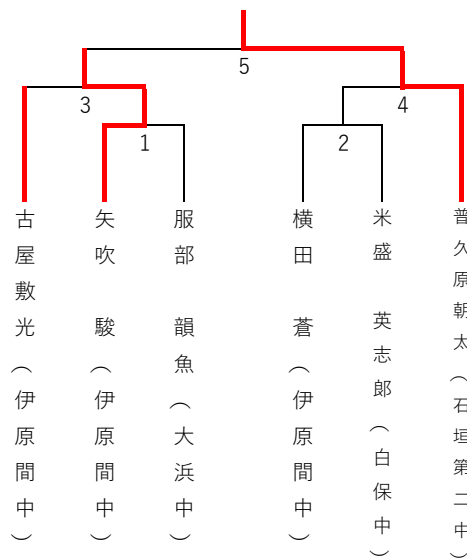 5
3
4
1
2
古屋敷光(伊原間中)
矢吹 駿(伊原間中)
服部 韻魚(大浜中)
横田 蒼(伊原間中)
米盛 英志郎(白保中)
普久原朝太(石垣第二中)